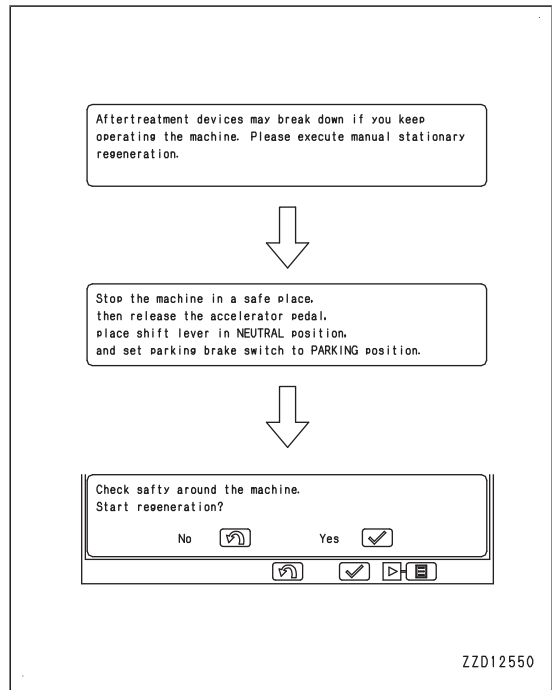 Aftertreatment devices may break down if you keep
operating the machine. Please execute manual stationary
regeneration.
Stop the machine in a safe place,
then release the accelerator pedal,
place shift lever in NEUTRAL position,
and set parking brake switch to PARKING position.
Check safty around the machine.
Start regeneration?
No Yes
ZZD12550